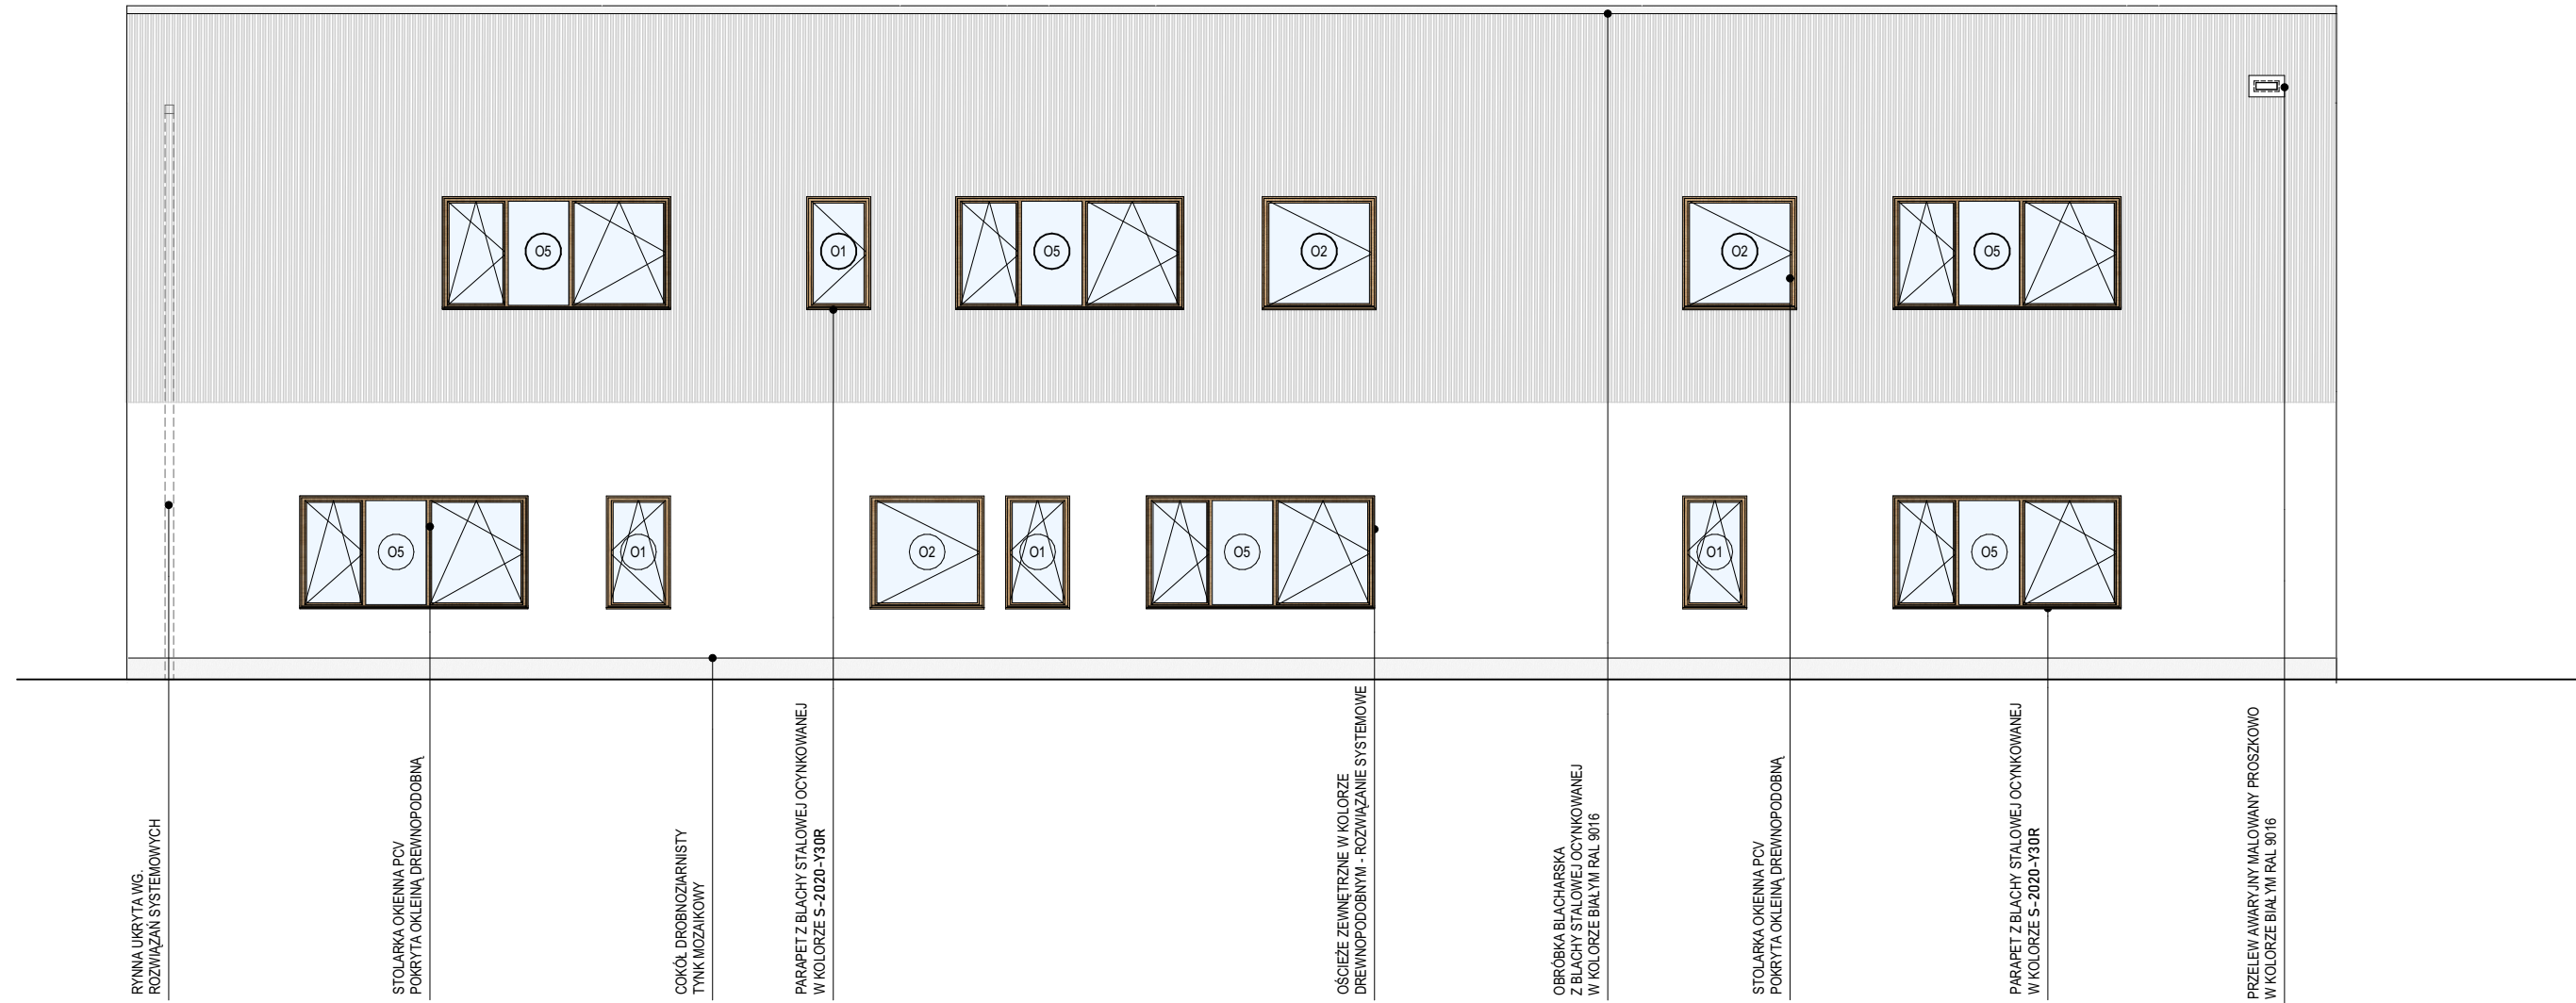 O5
O1
O5
O2
O2
O5
O5
O1
O2
O1
O5
O1
O5
RYNNA UKRYTA WG.
ROZWIĄZAŃ SYSTEMOWYCH
STOLARKA OKIENNA PCV
POKRYTA OKLEINĄ DREWNOPODOBNĄ
COKÓŁ DROBNOZIARNISTY
TYNK MOZAIKOWY
PARAPET Z BLACHY STALOWEJ OCYNKOWANEJ
W KOLORZE S-2020-Y30R
OŚCIEŻE ZEWNĘTRZNE W KOLORZE
DREWNOPODOBNYM - ROZWIĄZANIE SYSTEMOWE
OBRÓBKA BLACHARSKA
Z BLACHY STALOWEJ OCYNKOWANEJ
W KOLORZE BIAŁYM RAL 9016
STOLARKA OKIENNA PCV
POKRYTA OKLEINĄ DREWNOPODOBNĄ
PARAPET Z BLACHY STALOWEJ OCYNKOWANEJ
W KOLORZE S-2020-Y30R
PRZELEW AWARYJNY MALOWANY PROSZKOWO
W KOLORZE BIAŁYM RAL 9016